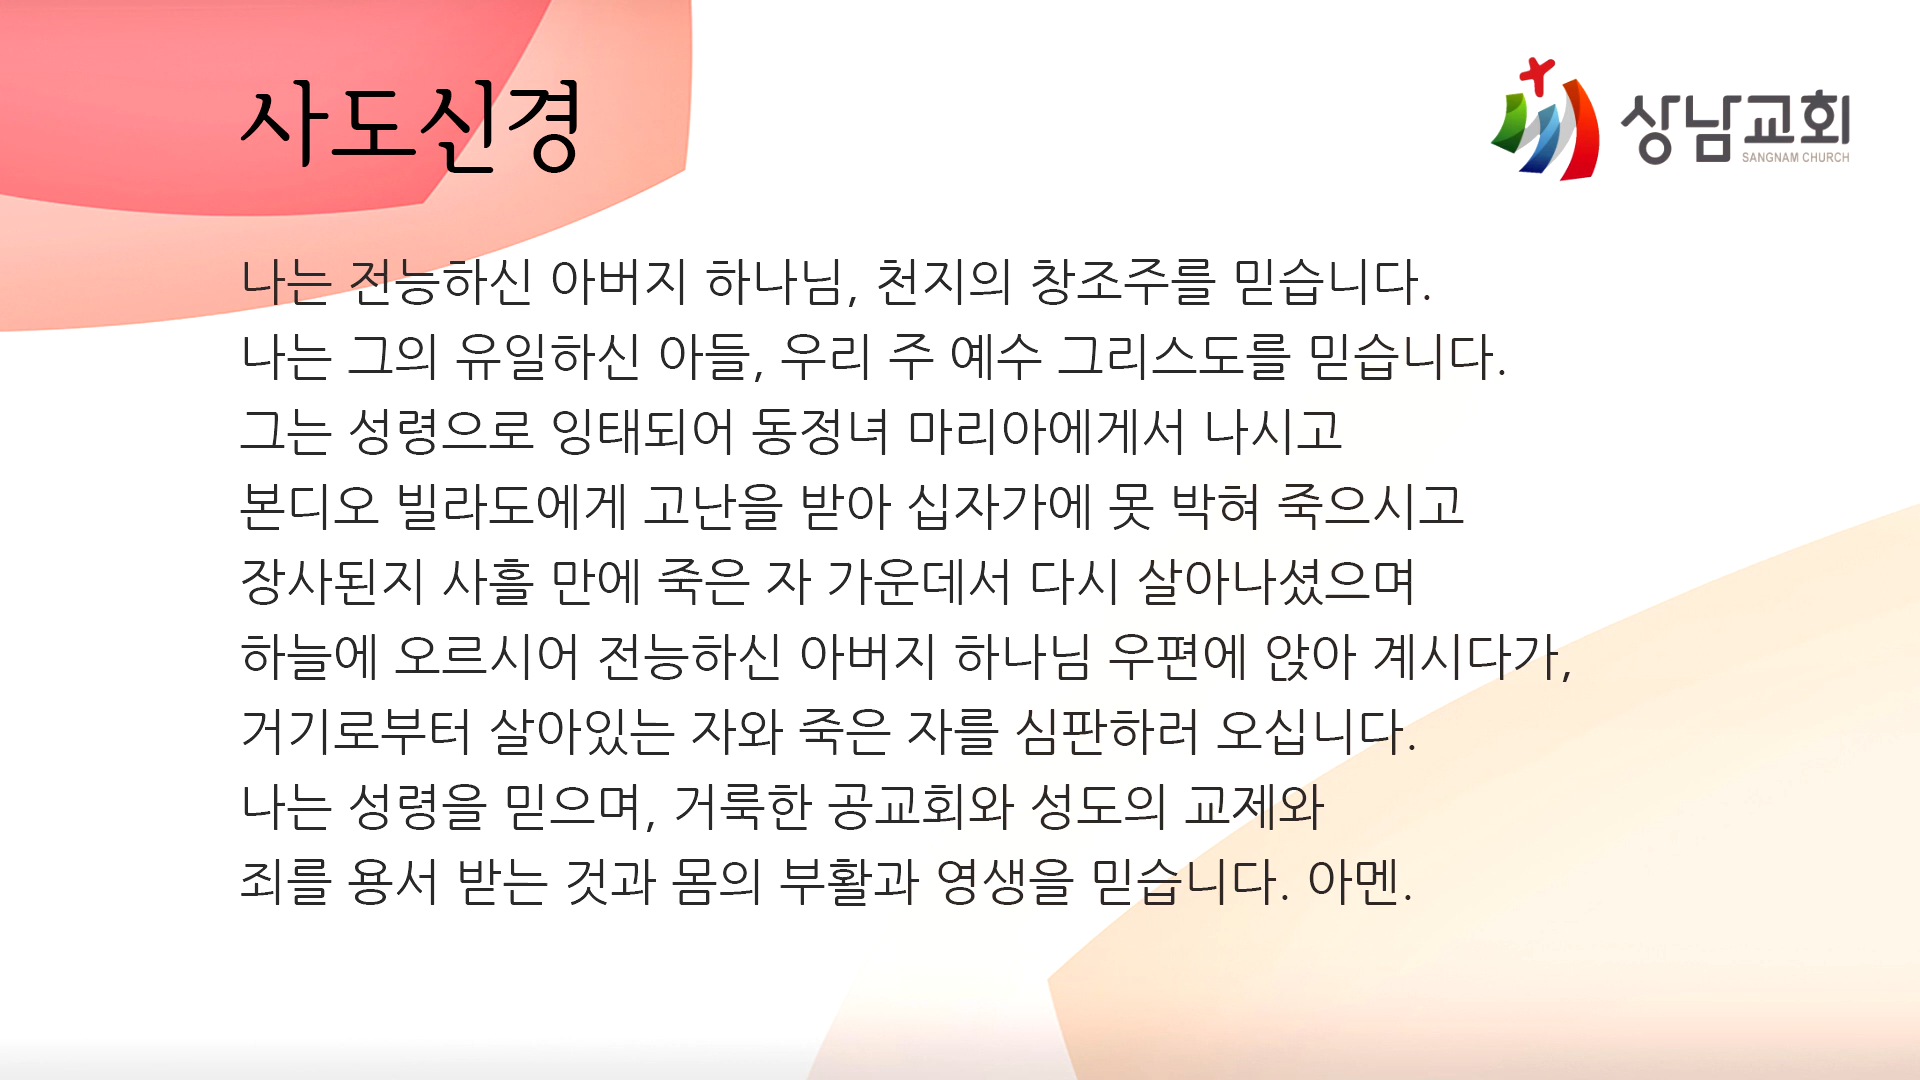 사도신경
상남교회
SANGNAM CHURCH
나는 전능하신 아버지 하나님, 천지의 창조주를 믿습니다.
나는 그의 유일하신 아들, 우리 주 예수 그리스도를 믿습니다.
그는 성령으로 잉태되어 동정녀 마리아에게서 나시고
본디오 빌라도에게 고난을 받아 십자가에 못 박혀 죽으시고
장사된지 사흘 만에 죽은 자 가운데서 다시 살아나셨으며
하늘에 오르시어 전능하신 아버지 하나님 우편에 앉아 계시다가,
거기로부터 살아있는 자와 죽은 자를 심판하러 오십니다.
나는 성령을 믿으며, 거룩한 공교회와 성도의 교제와
죄를 용서 받는 것과 몸의 부활과 영생을 믿습니다. 아멘.